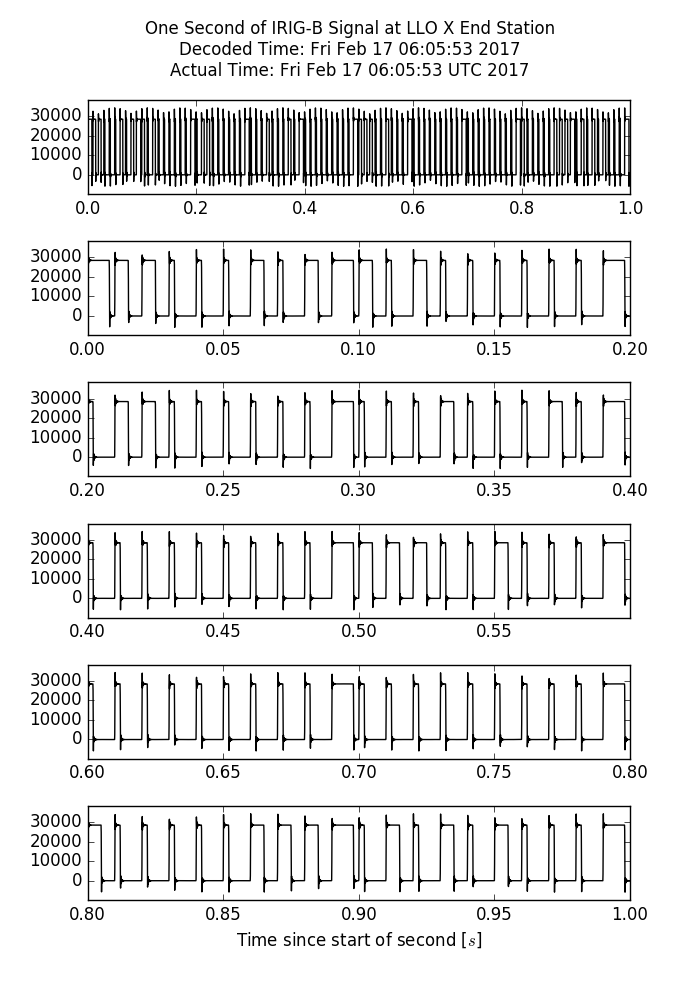 One Second of IRIG-B Signal at LLO X End Station
Decoded Time: Fri Feb 17 06:05:53 2017
Actual Time: Fri Feb 17 06:05:53 UTC 2017
30000
20000
10000
0
0.0 0.2 0.4 0.6 0.8 1.0
30000
20000
10000
0
0.00 0.05 0.10 0.15 0.20
30000
20000
10000
0
0.20 0.25 0.30 0.35 0.40
30000
20000
10000
0
0.40 0.45 0.50 0.55
30000
20000
10000
0
0.60 0.65 0.70 0.75 0.80
30000
20000
10000
0
0.80 0.85 0.90 0.95 1.00
Time since start of second [s]